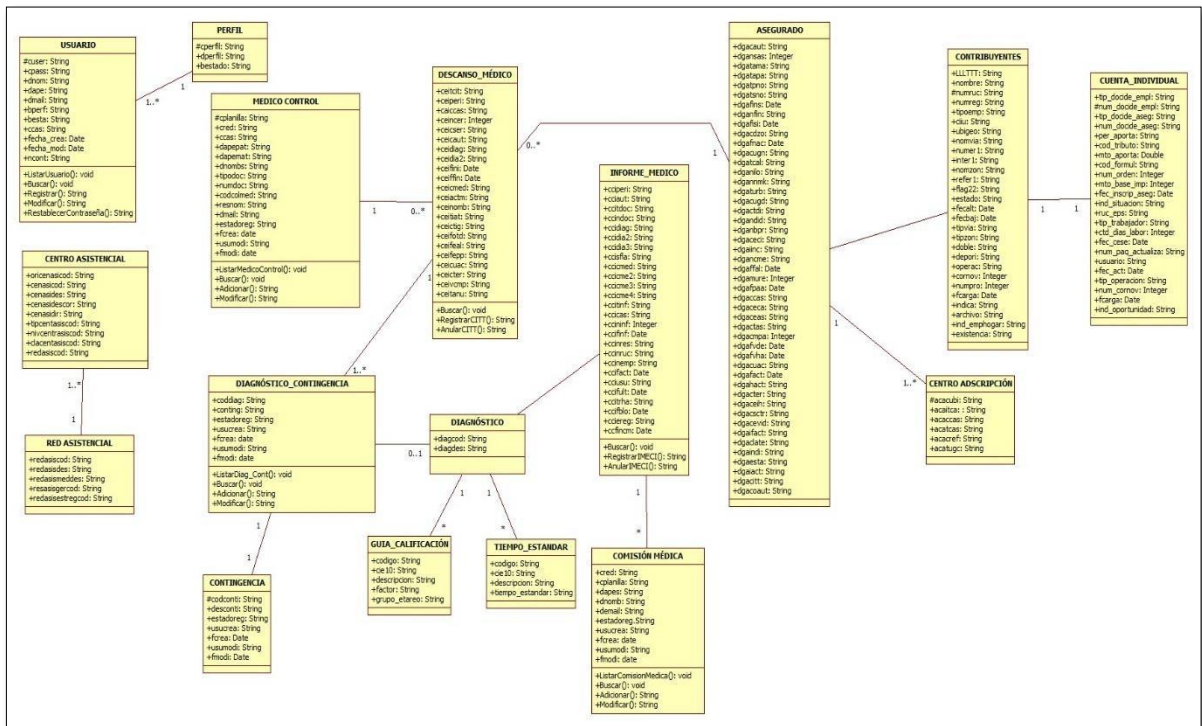 USUARIO
#cuser: String
+cpass: String
+dnom: String
+dape: String
+dmail: String
+bperf: String
+besta: String
+ccas: String
+fecha_crea: Date
+fecha_mod: Date
+ncont: String
+ListarUsuario(): void
+Buscar(): void
+Registrar(): String
+Modificar(): String
+RestablecerContraseña(): String
PERFIL
#cperfil: String
+dperfil: String
+bestado: String
1..*
1
MEDICO CONTROL
#cplanilla: String
+cred: String
+ccas: String
+dapepat: String
+dapemat: String
+dnombs: String
+tipodoc: String
+numdoc: String
+codcolmed: String
+resnom: String
+dmail: String
+estadoreg: String
+fcrea: date
+usumodi: String
+fmodi: date
+ListarMedicoControl(): void
+Buscar(): void
+Adicionar(): String
+Modificar(): String
1
0..*
DESCANSO_MÉDICO
+ceitcit: String
+ceiperi: String
+caiccas: String
+ceincer: Integer
+ceicser: String
+ceicaut: String
+ceidiag: String
+ceidia2: String
+ceifini: Date
+ceiffin: Date
+ceicmed: String
+ceiactm: String
+ceinomb: String
+ceitiat: String
+ceictig: String
+ceifotd: String
+ceifeal: String
+ceifepp: String
+ceicuac: String
+ceicter: String
+ceivcmp: String
+ceitanu: String
+Buscar(): void
+RegistrarCITT(): String
+AnularCITT(): String
0..*
1
1
1..*
CENTRO ASISTENCIAL
+oricenasicod: String
+cenasicod: String
+cenasides: String
+cenasidescor: String
+cenasidir: String
+tipcentasiscod: String
+nivcentrasiscod: String
+clacentasiscod: String
+redasiscod: String
1..*
1
RED ASISTENCIAL
+redasiscod: String
+redasisdes: String
+redasismeddes: String
+resasisgercod: String
+redasisestregcod: String
DIAGNÓSTICO_CONTINGENCIA
+coddiag: String
+conting: String
+estadoreg: String
+usucrea: String
+fcrea: date
+usumodi: String
+fmodi: date
+ListarDiag_Cont(): void
+Buscar(): void
+Adicionar(): String
+Modificar(): String
0..1
1
1
CONTINGENCIA
#codconti: String
+desconti: String
+estadoreg: String
+usucrea: String
+fcrea: Date
+usumodi: String
+fmodi: Date
DIAGNÓSTICO
+diagcod: String
+diagdes: String
1
1
*
*
GUIA_CALIFICACIÓN
+codigo: String
+cie10: String
+descripcion: String
+factor: String
+grupo_etareo: String
TIEMPO_ESTANDAR
+codigo: String
+cie10: String
+descripcion: String
+tiempo_estandar: String
INFORME_MEDICO
+cciperi: String
+cciaut: String
+ccitdoc: String
+ccindoc: String
+ccidiag: String
+ccidia2: String
+ccidia3: String
+ccisfla: String
+ccicmed: String
+ccicme2: String
+ccicme3: String
+ccicme4: String
+ccitinf: String
+ccicas: String
+ccininf: Integer
+ccifinf: Date
+ccinres: String
+ccinruc: String
+ccinemp: String
+ccifact: Date
+cciusu: String
+ccifult: Date
+ccitrha: String
+ccifblo: Date
+cciereg: String
+ccfincm: Date
+Buscar(): void
+RegistrarIMECI(): String
+AnularIMECI(): String
1
*
COMISIÓN MÉDICA
+cred: String
+cplanilla: String
+dapes: String
+dnomb: String
+demail: String
+estadoreg.String
+usucrea: String
+fcrea: date
+usumodi: String
+fmodi: date
+ListarComisionMedica(): void
+Buscar(): void
+Adicionar(): String
+Modificar(): String
ASEGURADO
+dgacaut: String
+dgansas: Integer
+dgatama: String
+dgatapa: String
+dgatpno: String
+dgatsno: String
+dgafins: Date
+dganfin: String
+dgafisi: Date
+dgacdzo: String
+dgafnac: Date
+dgacugn: String
+dgatcal: String
+dganilo: String
+dgannmk: String
+dgaturb: String
+dgacugd: String
+dgactdi: String
+dgandid: String
+dganbpr: String
+dgaceci: String
+dgainc: String
+dgancme: String
+dgaffal: Date
+dgamure: Integer
+dgafpaa: Date
+dgaccas: String
+dgaceca: String
+dgaceas: String
+dgactas: String
+dgacmpa: Integer
+dgafvde: Date
+dgafvha: Date
+dgacuac: String
+dgafact: Date
+dgahact: String
+dgacter: String
+dgaceih: String
+dgacsctr: String
+dgacevid: String
+dgarfact: String
+dgaclate: String
+dgaindi: String
+dgaesta: String
+dgaiact: String
+dgacitt: String
+dgacoaut: String
1
1..*
CONTRIBUYENTES
+LLLTTT: String
+nombre: String
#numruc: String
+numreg: String
+tipoemp: String
+ciiu: String
+ubigeo: String
+nomvia: String
+numer1: String
+inter1: String
+nomzon: String
+refer1: String
+flag22: String
+estado: String
+fecalt: Date
+fecbaj: Date
+tipvia: String
+tipzon: String
+doble: String
+depori: String
+operac: String
+cornov: Integer
+numpro: Integer
+fcarga: Date
+indica: String
+archivo: String
+ind_emphogar: String
+existencia: String
1
1
CUENTA_INDIVIDUAL
+tip_docide_empl: String
#num_docide_empl: String
+tip_docide_aseg: String
+num_docide_aseg: String
+per_aporta: String
+cod_tributo: String
+mto_aporta: Double
+cod_formul: String
+num_orden: Integer
+mto_base_imp: Integer
+fec_inscrip_aseg: Date
+ind_situacion: String
+ruc_eps: String
+tip_trabajador: String
+ctd_dias_labor: Integer
+fec_cese: Date
+num_paq_actualiza: String
+usuario: String
+fec_act: Date
+tip_operacion: String
+num_cornov: Integer
+fcarga: Date
+ind_oportunidad: String
CENTRO ADSCRIPCIÓN
#acacubi: String
+acaitca: : String
+acaccas: String
+acatcas: String
+acacref: String
+acatugc: String